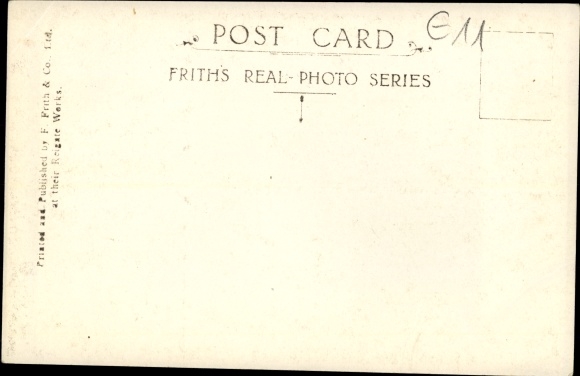 POST CARD
E11
FRITH'S REAL-PHOTO SERIES
Printed and Published by F. Frith & Co., Ltd.
at their Reigate Works.